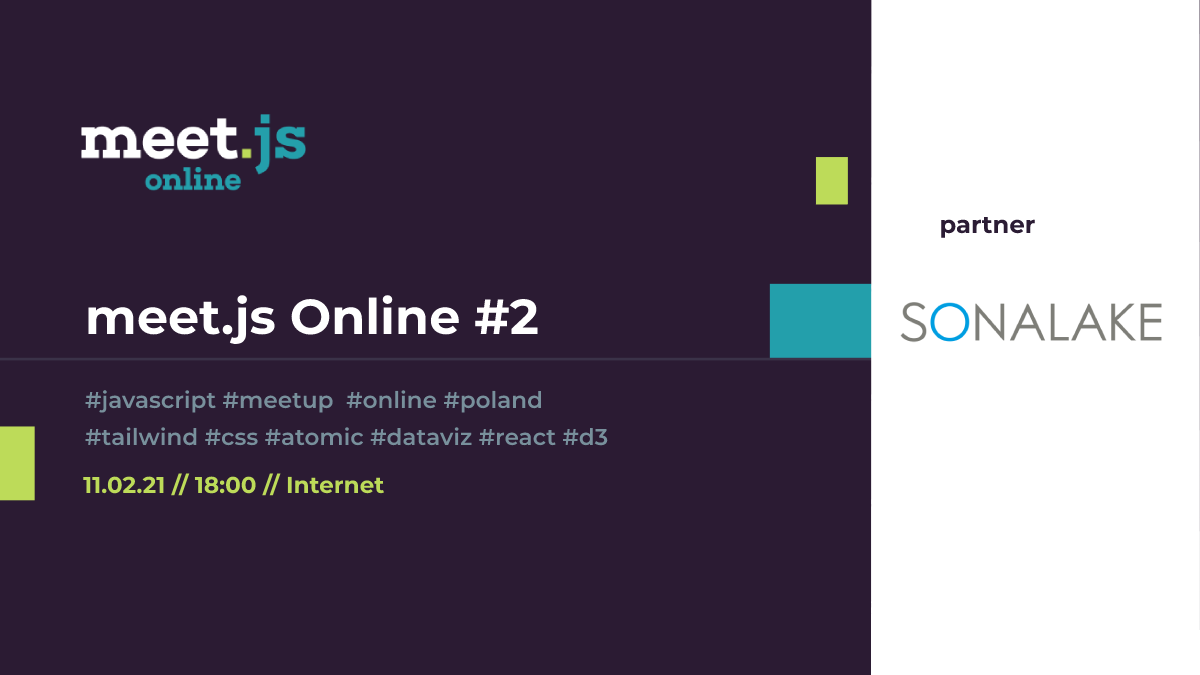 meet.js
online
meet.js Online #2
#javascript #meetup #online #poland
#tailwind #css #atomic #dataviz #react #d3
11.02.21 // 18:00 // Internet
partner
SONALAKE